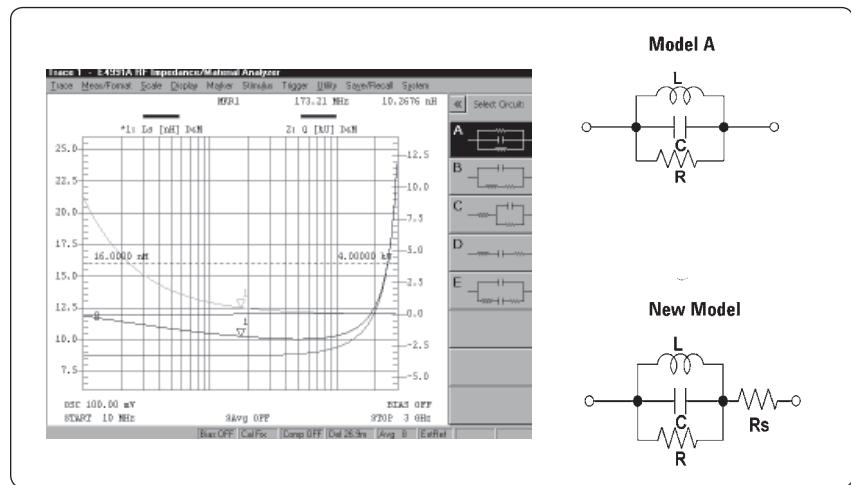 Trace 1 - E4991A RF Impedance/Material Analyzer
Trace Meas/Format Scale Display Marker Stimulus Trigger Utility Save/Recall System
MKR1 173.21 MHz 10.2676 nH
*1: Ls [nH] D&M 2: Q [kU] D&M
25.0
22.5
20.0
17.5
15.0
12.5
10.0
7.5
12.5
10.0
7.5
5.0
2.5
0.0
-2.5
-5.0
16.0000 nH 4.00000 kU
1
1
OSC 100.00 mV BIAS OFF
START 10 MHz SAvg OFF STOP 3 GHz
Bias OFF Cal Fix Comp OFF Del 26.9m Avg 8 ExtRef
Select Circuit:
A
B
C
D
E
Model A
L
C
R
New Model
L
C
R
Rs